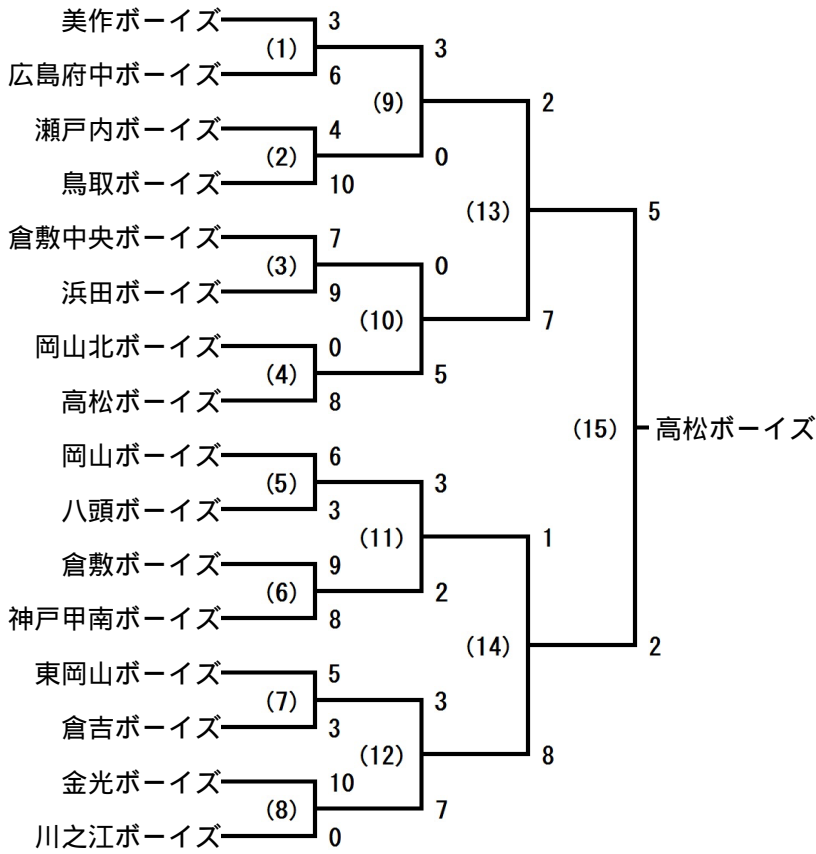 美作ボーイズ 3
(1) 3
広島府中ボーイズ 6
(9) 2
瀬戸内ボーイズ 4
(2) 0
鳥取ボーイズ 10
(13) 5
倉敷中央ボーイズ 7
(3) 0
浜田ボーイズ 9
(10) 7
岡山北ボーイズ 0
(4) 5
高松ボーイズ 8
(15) 高松ボーイズ
岡山ボーイズ 6
(5) 3
八頭ボーイズ 3
(11) 1
倉敷ボーイズ 9
(6) 2
神戸甲南ボーイズ 8
(14) 2
東岡山ボーイズ 5
(7) 3
倉吉ボーイズ 3
(12) 8
金光ボーイズ 10
(8) 7
川之江ボーイズ 0